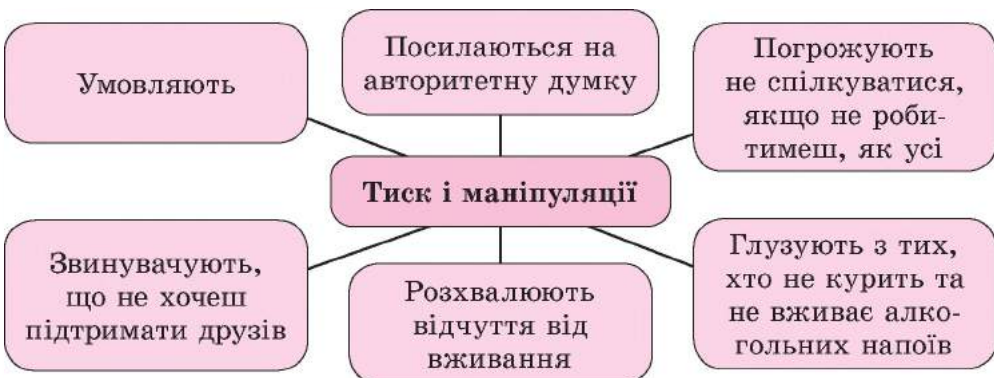 Умовляють
Посилаються на
авторитетну думку
Погрожують
не спілкуватися,
якщо не роби-
тимеш, як усі
Тиск і маніпуляції
Звинувачують,
що не хочеш
підтримати друзів
Розхвалюють
відчуття від
вживання
Глузують з тих,
хто не курить та
не вживає алко-
гольних напоїв